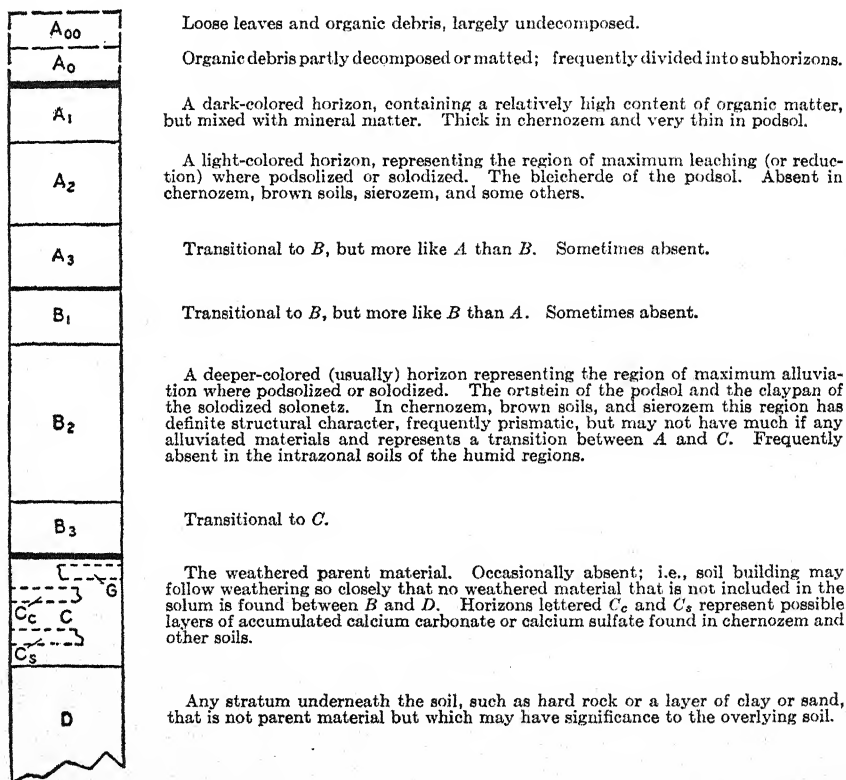 A₀₀ Loose leaves and organic debris, largely undecomposed.
A₀ Organic debris partly decomposed or matted; frequently divided into subhorizons.
A₁ A dark-colored horizon, containing a relatively high content of organic matter,
but mixed with mineral matter. Thick in chernozem and very thin in podsol.
A₂ A light-colored horizon, representing the region of maximum leaching (or reduc-
tion) where podsolized or solodized. The bleicherde of the podsol. Absent in
chernozem, brown soils, sierozem, and some others.
A₃ Transitional to B, but more like A than B. Sometimes absent.
B₁ Transitional to B, but more like B than A. Sometimes absent.
B₂ A deeper-colored (usually) horizon representing the region of maximum alluvia-
tion where podsolized or solodized. The ortstein of the podsol and the claypan of
the solodized solonetz. In chernozem, brown soils, and sierozem this region has
definite structural character, frequently prismatic, but may not have much if any
alluviated materials and represents a transition between A and C. Frequently
absent in the intrazonal soils of the humid regions.
B₃ Transitional to C.
G
C꜀ C
Cₛ
The weathered parent material. Occasionally absent; i.e., soil building may
follow weathering so closely that no weathered material that is not included in the
solum is found between B and D. Horizons lettered C꜀ and Cₛ represent possible
layers of accumulated calcium carbonate or calcium sulfate found in chernozem and
other soils.
D Any stratum underneath the soil, such as hard rock or a layer of clay or sand,
that is not parent material but which may have significance to the overlying soil.